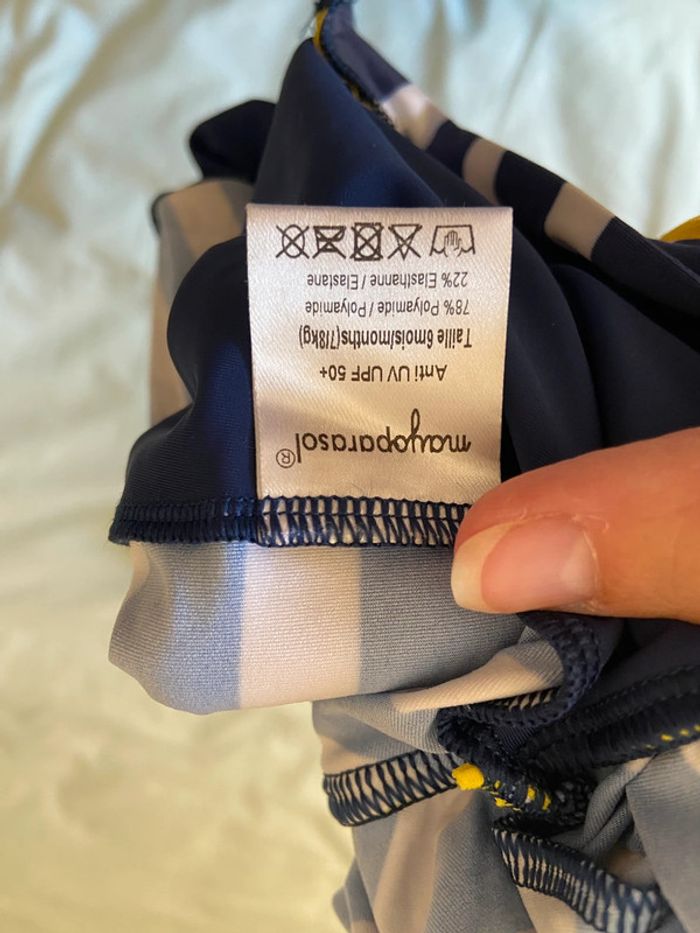 mayoparasol®
Anti UV UPF 50+
Taille 6mois/months(7/8kg)
78% Polyamide / Polyamide
22% Elasthanne / Elastane